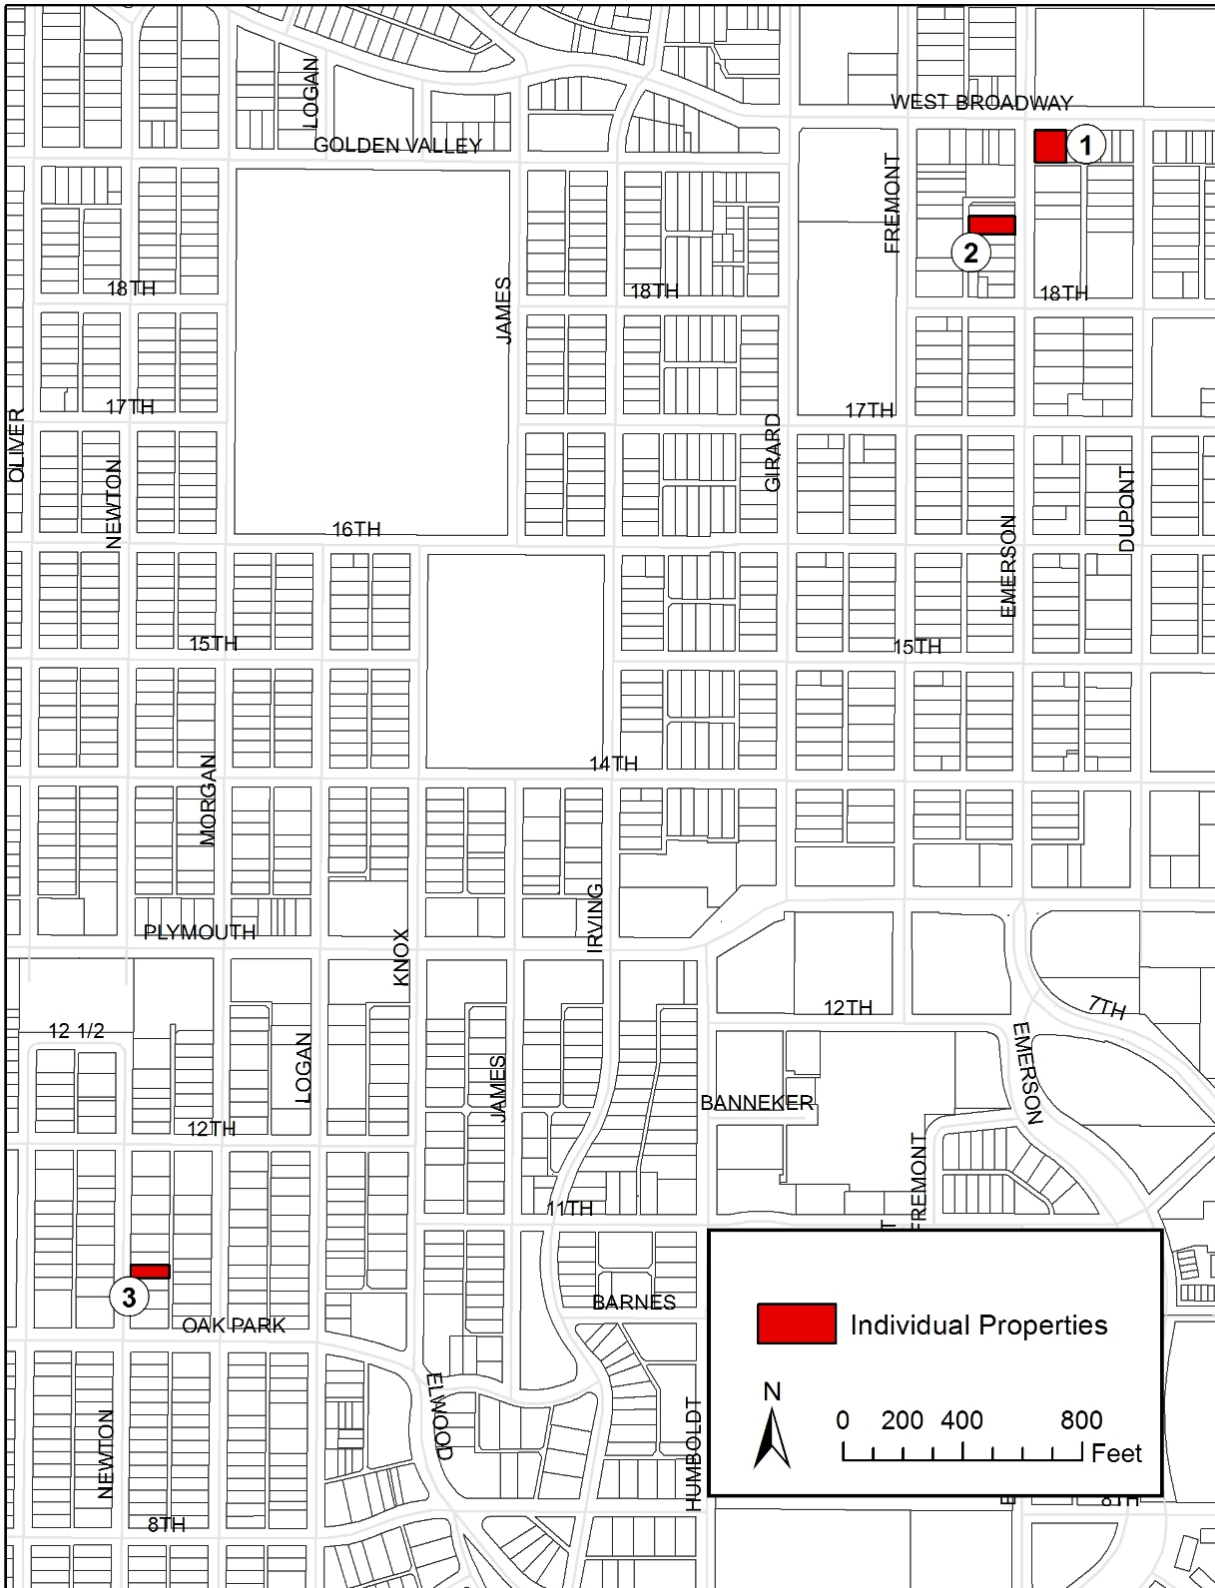 WEST BROADWAY
LOGAN
GOLDEN VALLEY
1
FREMONT
2
18TH
JAMES
18TH
18TH
OLIVER
17TH
17TH
NEWTON
GIRARD
DUPONT
16TH
EMERSON
15TH
15TH
MORGAN
14TH
IRVING
PLYMOUTH
KNOX
12TH
7TH
12 1/2
LOGAN
JAMES
EMERSON
BANNEKER
12TH
FREMONT
11TH
T
3
BARNES
OAK PARK
Individual Properties
ELWOOD
NEWTON
HUMBOLDT
N
0 200 400 800
Feet
8TH
8TH